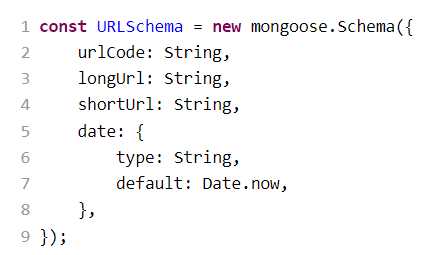 1 const URLSchema = new mongoose.Schema({
2     urlCode: String,
3     longUrl: String,
4     shortUrl: String,
5     date: {
6         type: String,
7         default: Date.now,
8     },
9 });